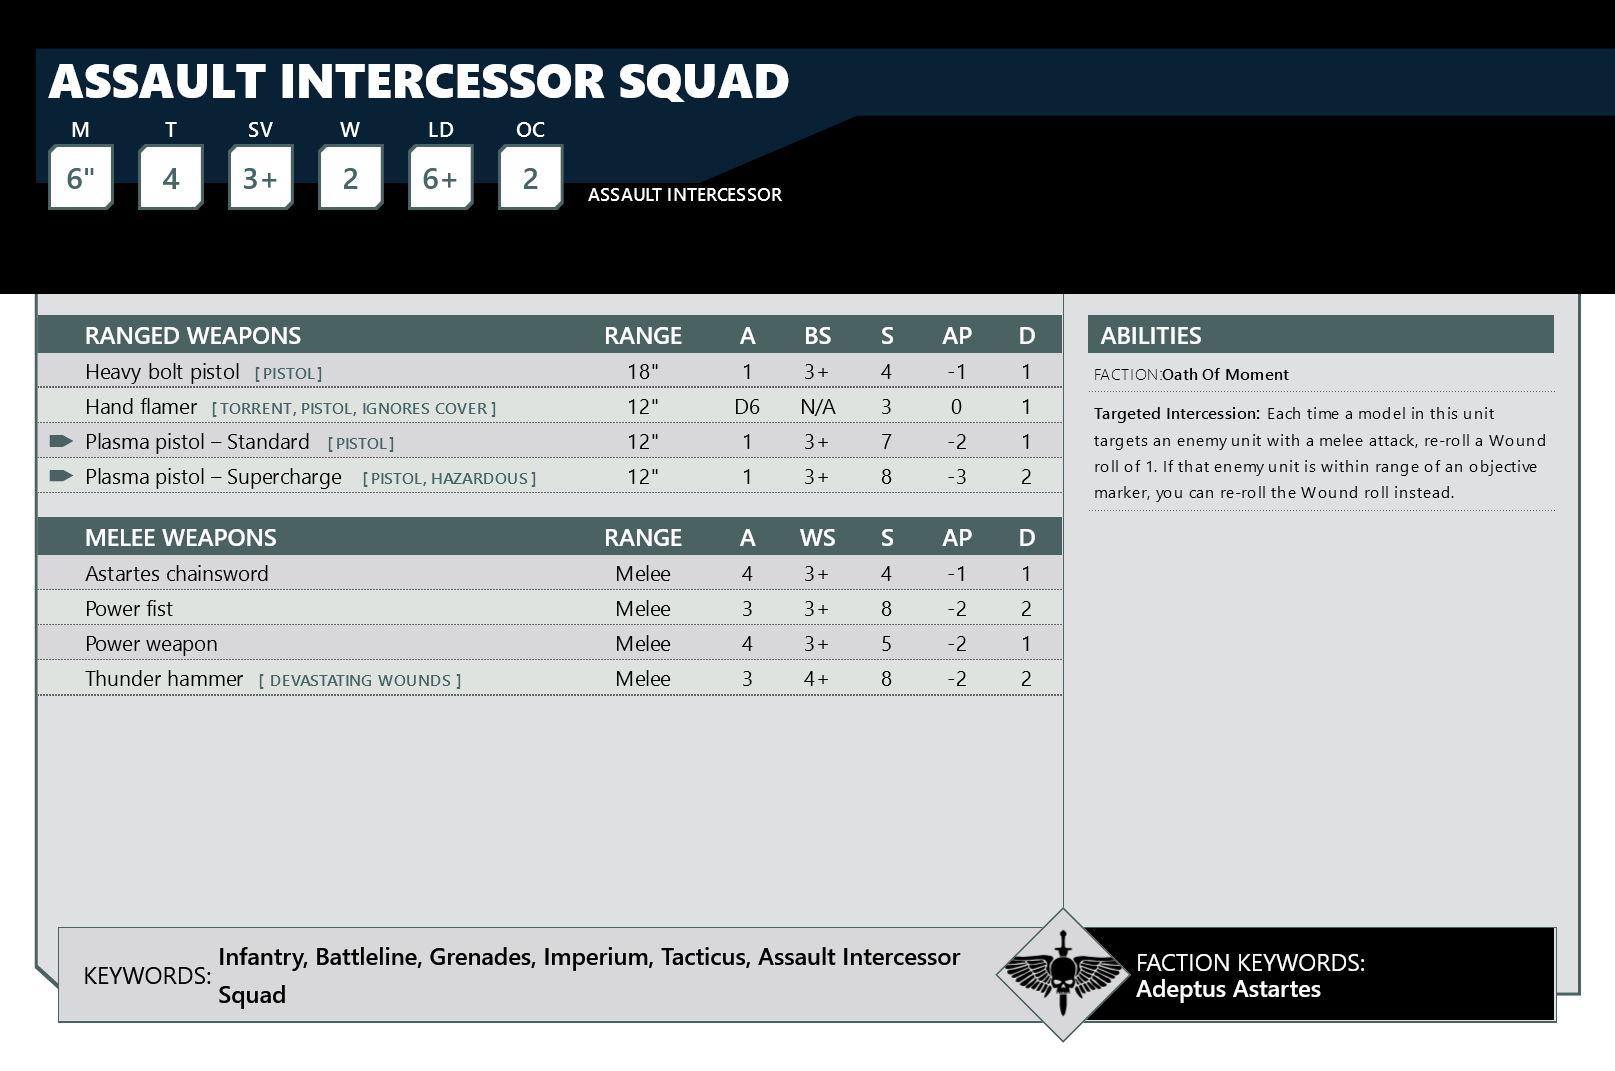 ASSAULT INTERCESSOR SQUAD
M T SV W LD OC
6" 4 3+ 2 6+ 2
ASSAULT INTERCESSOR
RANGED WEAPONS RANGE A BS S AP D
Heavy bolt pistol [PISTOL] 18" 1 3+ 4 -1 1
Hand flamer [TORRENT, PISTOL, IGNORES COVER] 12" D6 N/A 3 0 1
Plasma pistol – Standard [PISTOL] 12" 1 3+ 7 -2 1
Plasma pistol – Supercharge [PISTOL, HAZARDOUS] 12" 1 3+ 8 -3 2
MELEE WEAPONS RANGE A WS S AP D
Astartes chainsword Melee 4 3+ 4 -1 1
Power fist Melee 3 3+ 8 -2 2
Power weapon Melee 4 3+ 5 -2 1
Thunder hammer [ DEVASTATING WOUNDS ] Melee 3 4+ 8 -2 2
ABILITIES
FACTION:Oath Of Moment
Targeted Intercession: Each time a model in this unit
targets an enemy unit with a melee attack, re-roll a Wound
roll of 1. If that enemy unit is within range of an objective
marker, you can re-roll the Wound roll instead.
KEYWORDS: Infantry, Battleline, Grenades, Imperium, Tacticus, Assault Intercessor
Squad
FACTION KEYWORDS:
Adeptus Astartes